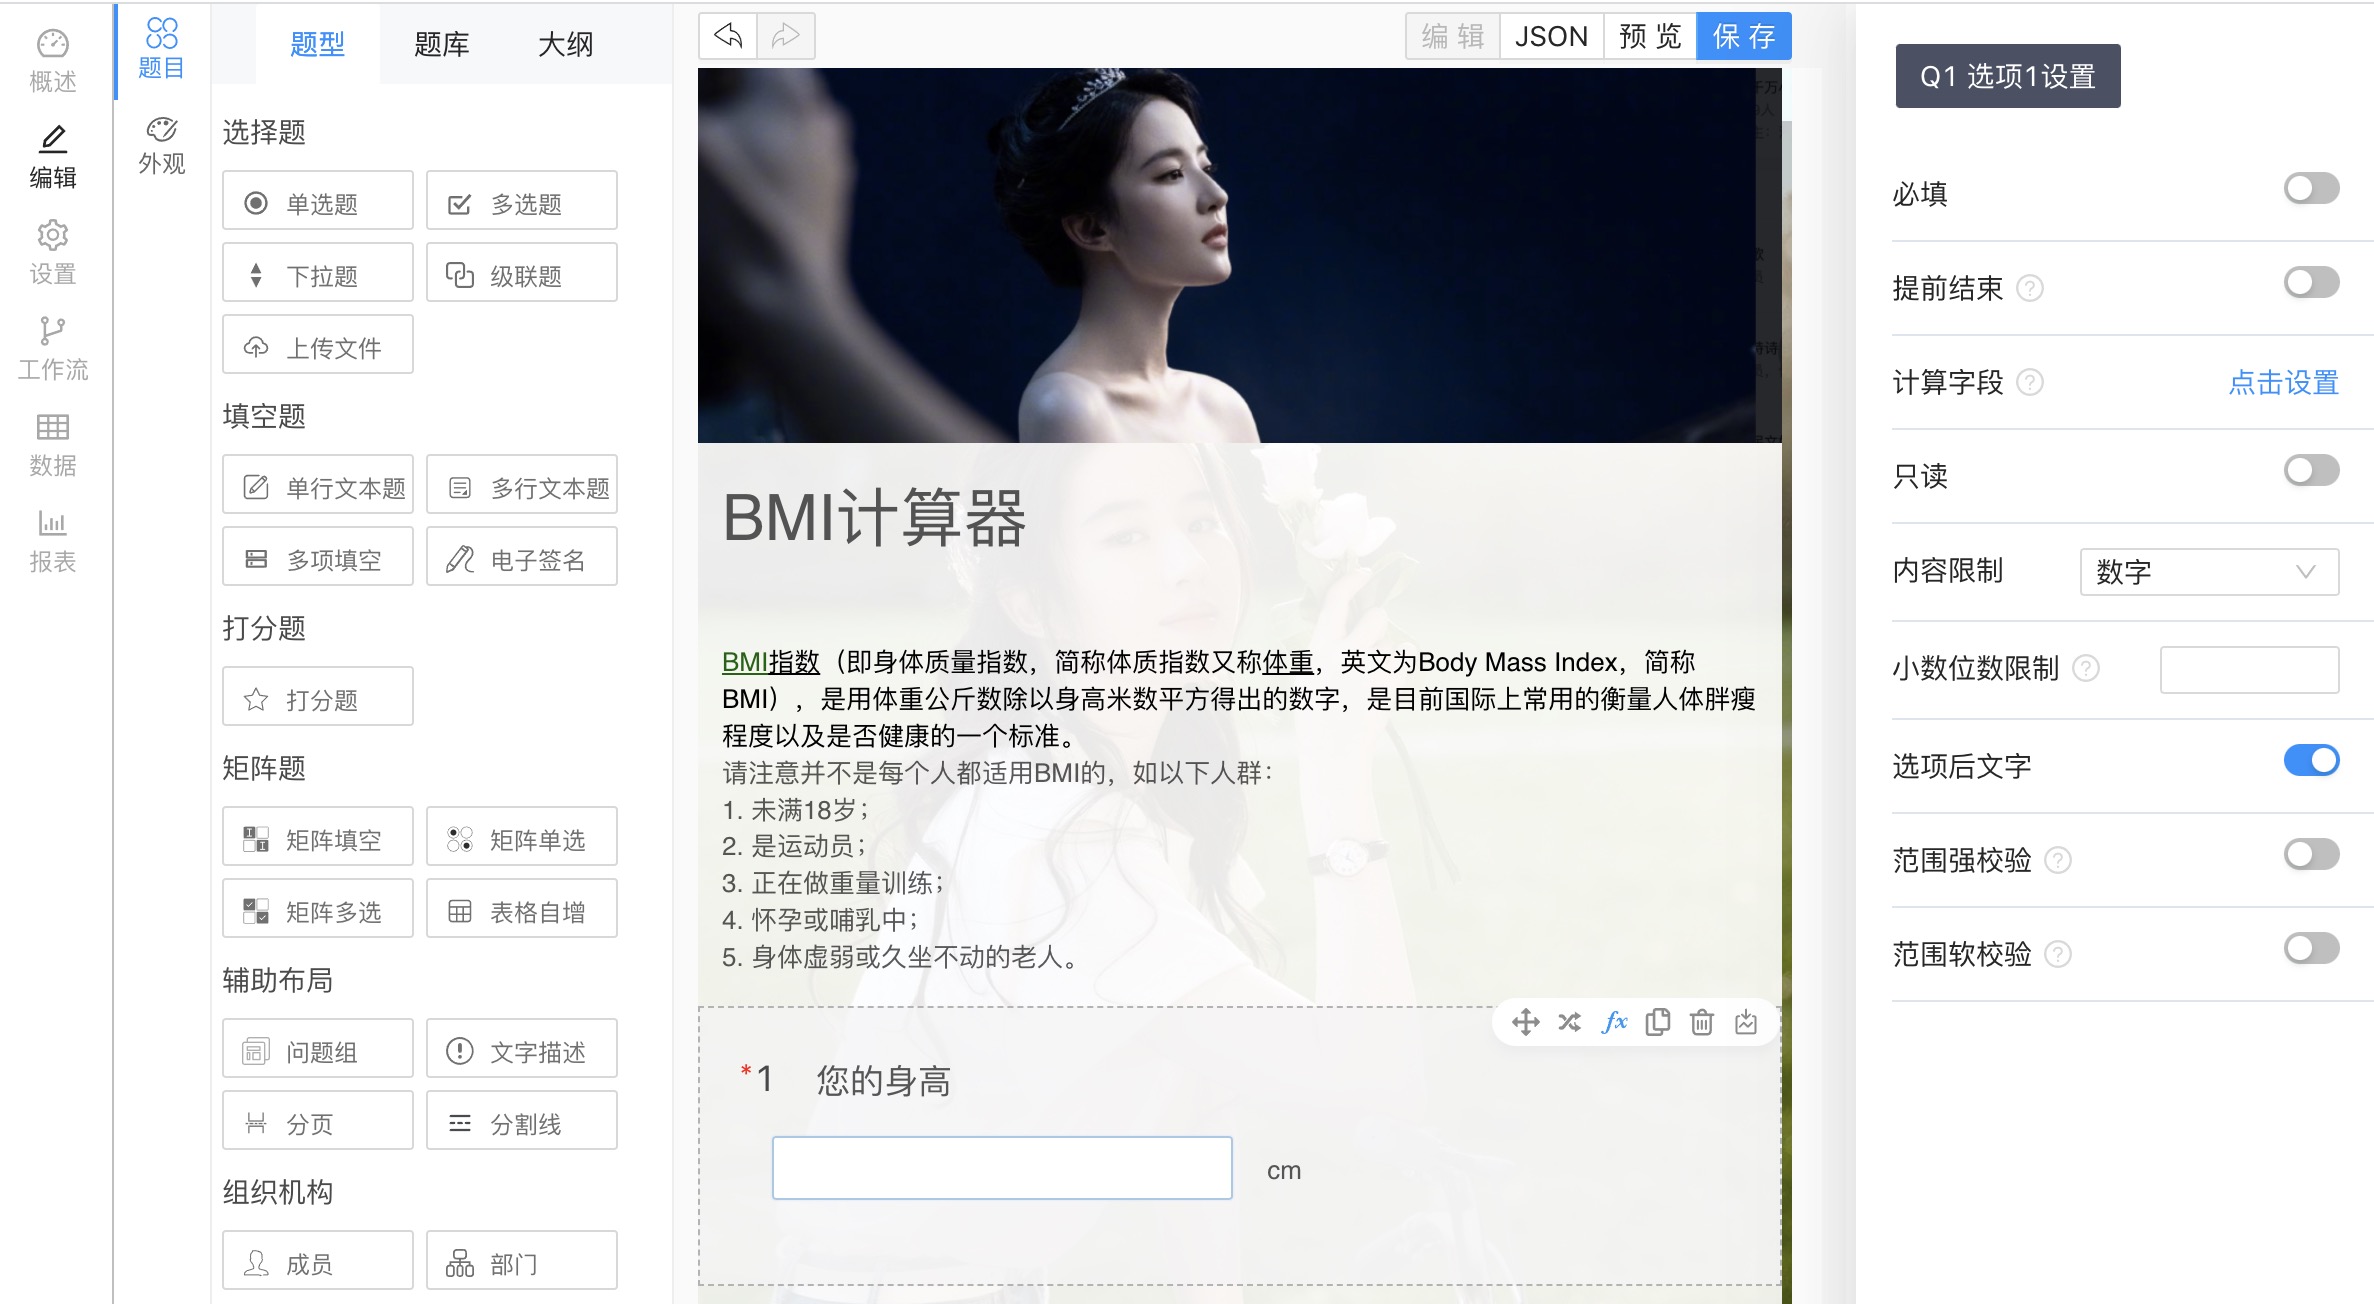 概述
编辑
设置
工作流
数据
报表
题目
外观
题型 题库 大纲
选择题
单选题 多选题
下拉题 级联题
上传文件
填空题
单行文本题 多行文本题
多项填空 电子签名
打分题
打分题
矩阵题
矩阵填空 矩阵单选
矩阵多选 表格自增
辅助布局
问题组 文字描述
分页 分割线
组织机构
成员 部门
编 辑 JSON 预 览 保 存
BMI计算器
BMI指数（即身体质量指数，简称体质指数又称体重，英文为Body Mass Index，简称
BMI），是用体重公斤数除以身高米数平方得出的数字，是目前国际上常用的衡量人体胖瘦
程度以及是否健康的一个标准。
请注意并不是每个人都适用BMI的，如以下人群：
1. 未满18岁；
2. 是运动员；
3. 正在做重量训练；
4. 怀孕或哺乳中；
5. 身体虚弱或久坐不动的老人。
fx
*1 您的身高
cm
Q1 选项1设置
必填
提前结束 ?
计算字段 ? 点击设置
只读
内容限制 数字
小数位数限制 ?
选项后文字
范围强校验 ?
范围软校验 ?